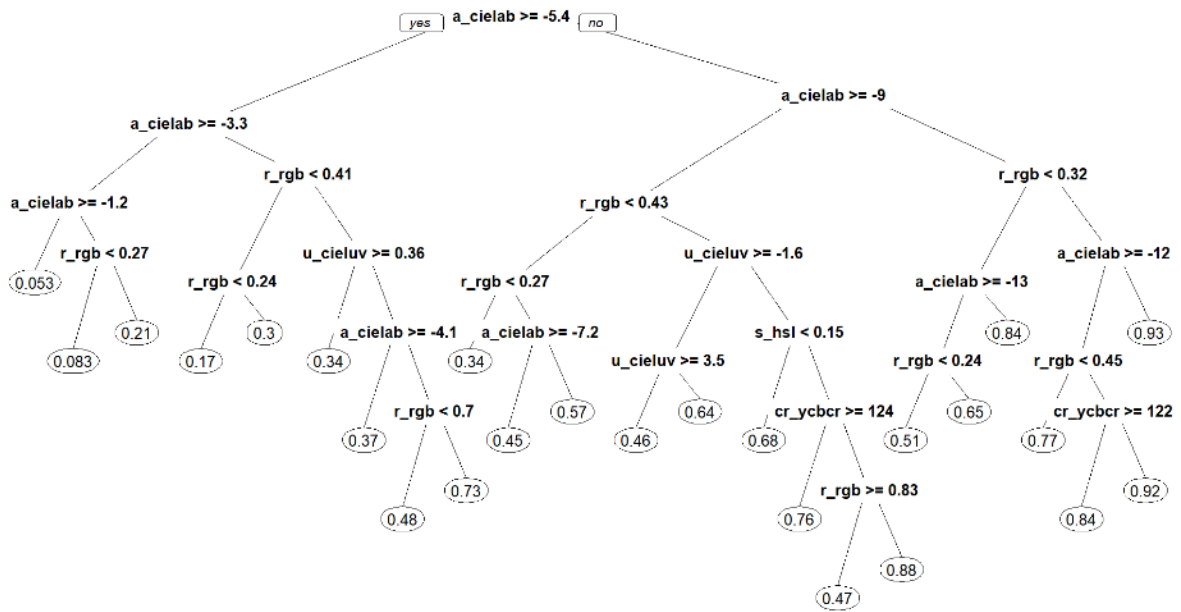 yes a_cielab >= -5.4 no
a_cielab >= -9
a_cielab >= -3.3
r_rgb < 0.41 r_rgb < 0.32
a_cielab >= -1.2 r_rgb < 0.43
r_rgb < 0.27 u_cieluv >= 0.36 u_cieluv >= -1.6 a_cielab >= -12
0.053 r_rgb < 0.24 r_rgb < 0.27 a_cielab >= -13
0.21 0.3 a_cielab >= -4.1 a_cielab >= -7.2 s_hsl < 0.15 0.84 0.93
0.083 0.17 0.34 0.34 u_cieluv >= 3.5 r_rgb < 0.24 r_rgb < 0.45
r_rgb < 0.7 0.57 0.64 cr_ycbcr >= 124 0.65 cr_ycbcr >= 122
0.37 0.45 0.46 0.68 0.51 0.77
0.73 r_rgb >= 0.83 0.92
0.48 0.76 0.84
0.88
0.47